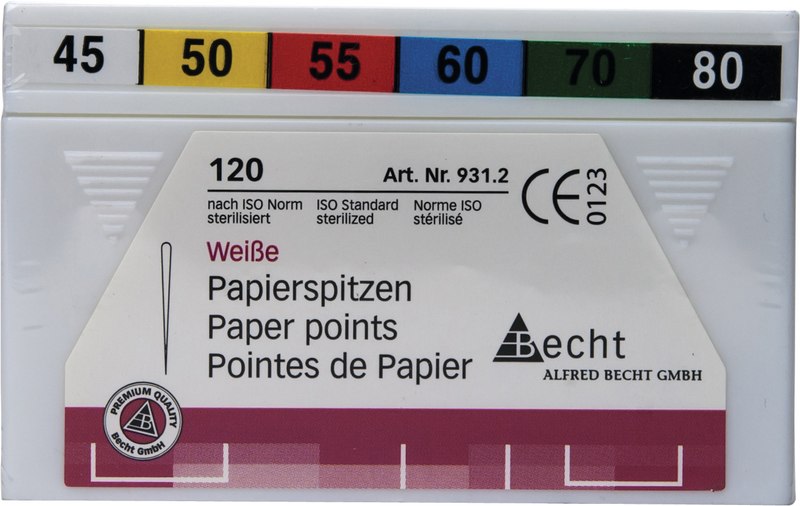 45 50 55 60 70 80
120 Art. Nr. 931.2
nach ISO Norm ISO Standard Norme ISO
sterilisiert sterilized stérilisé
CE 0123
Weiße
Papierspitzen
Paper points
Pointes de Papier
Becht
ALFRED BECHT GMBH
PREMIUM QUALITY
B
Becht GmbH